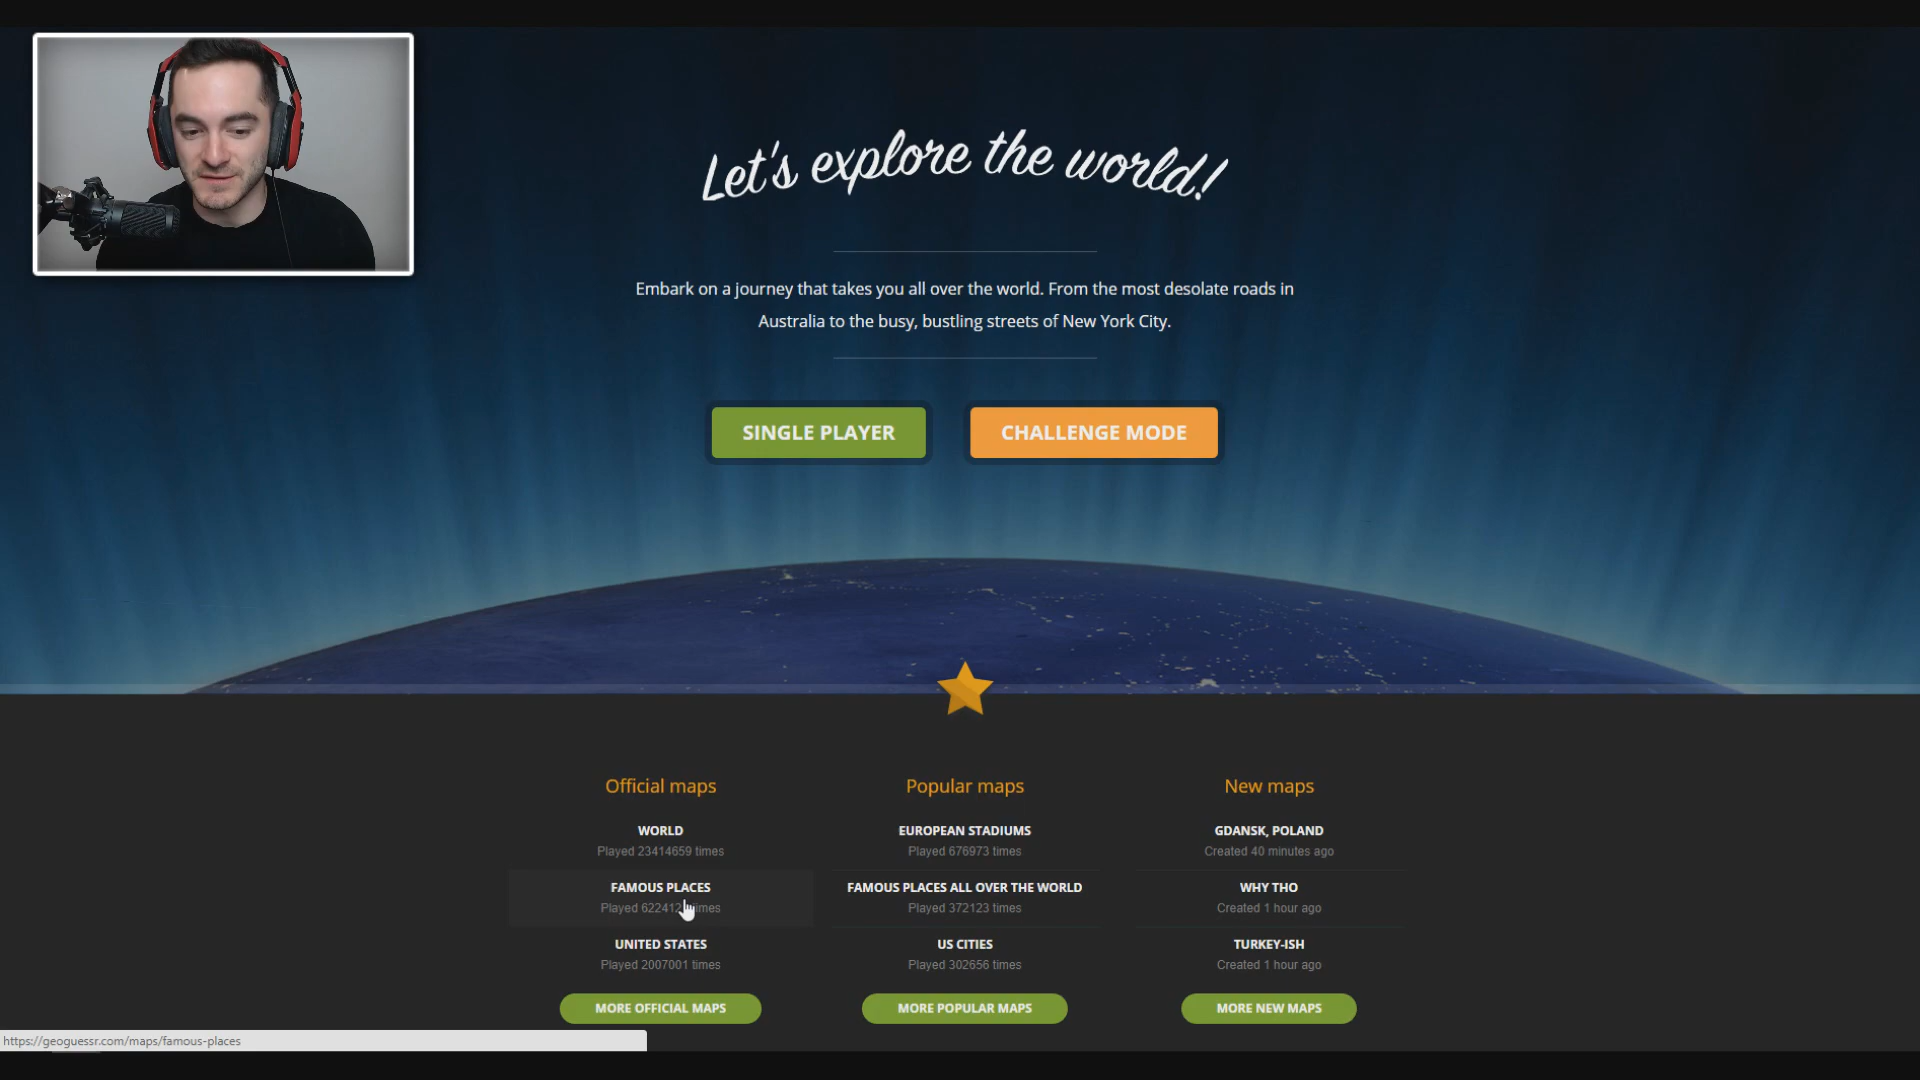 Let's explore the world!
Embark on a journey that takes you all over the world. From the most desolate roads in
Australia to the busy, bustling streets of New York City.
SINGLE PLAYER
CHALLENGE MODE
Official maps
WORLD
Played 23414659 times
FAMOUS PLACES
Played 622412 times
UNITED STATES
Played 2007001 times
MORE OFFICIAL MAPS
Popular maps
EUROPEAN STADIUMS
Played 676973 times
FAMOUS PLACES ALL OVER THE WORLD
Played 372123 times
US CITIES
Played 302656 times
MORE POPULAR MAPS
New maps
GDANSK, POLAND
Created 40 minutes ago
WHY THO
Created 1 hour ago
TURKEY-ISH
Created 1 hour ago
MORE NEW MAPS
https://geoguessr.com/maps/famous-places